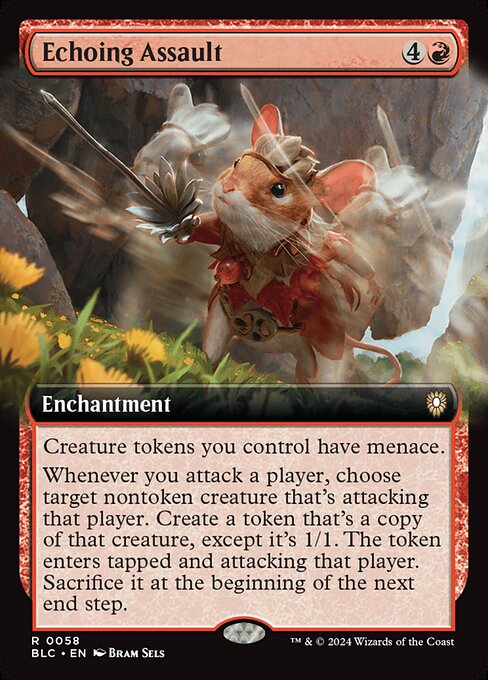 Echoing Assault 4
Enchantment
Creature tokens you control have menace.
Whenever you attack a player, choose
target nontoken creature that's attacking
that player. Create a token that's a copy
of that creature, except it's 1/1. The token
enters tapped and attacking that player.
Sacrifice it at the beginning of the next
end step.
R 0058
BLC • EN Bram Sels
™ & © 2024 Wizards of the Coast